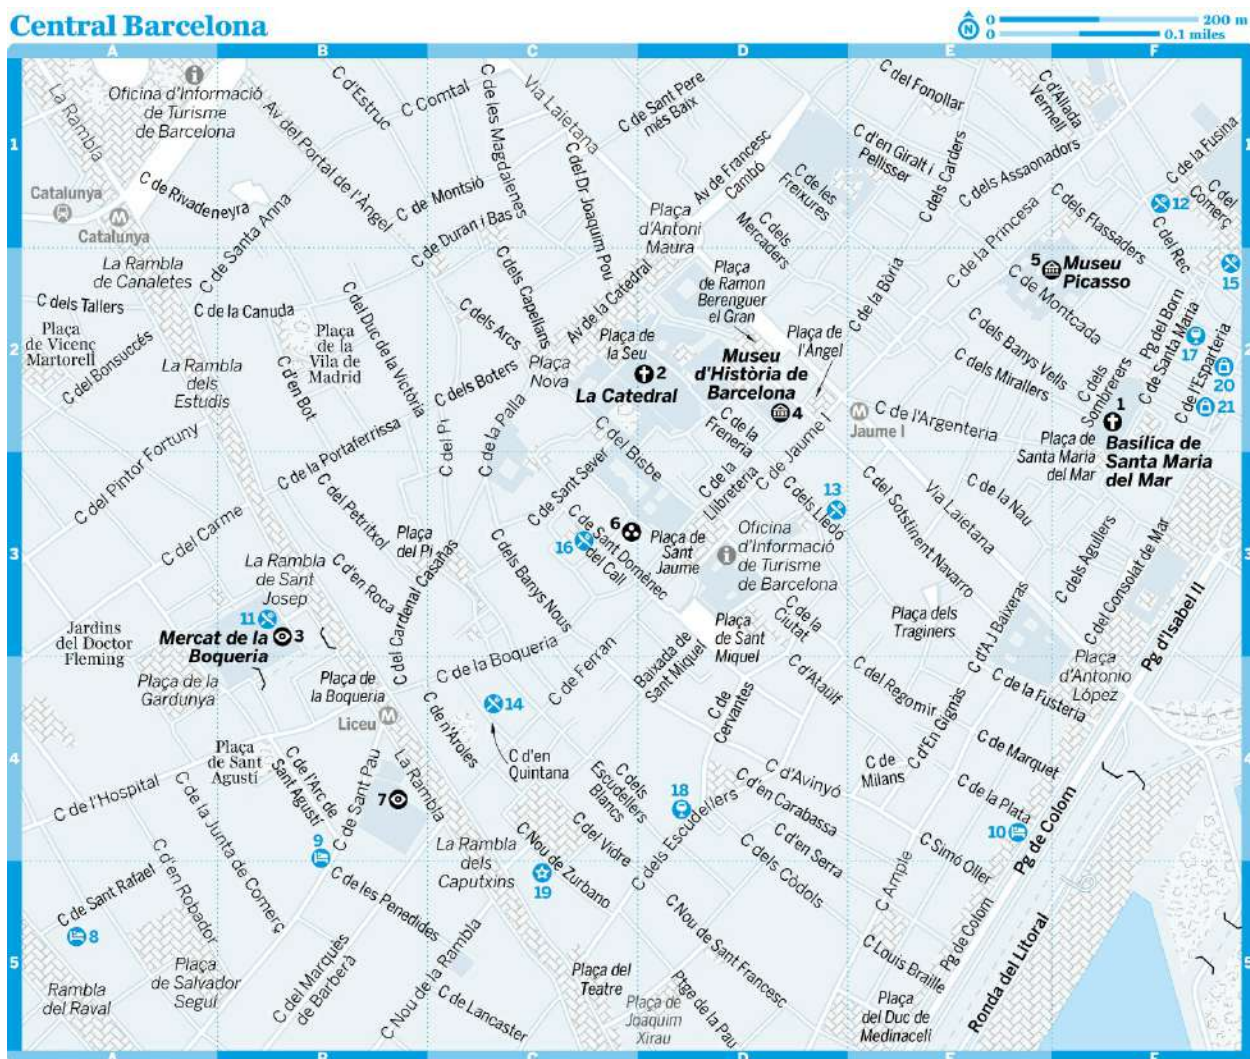 Central Barcelona
0
200 m
0
0.1 miles
N
A
B
C
D
E
F
1
La Rambla
Oficina d'Informació
de Turisme
de Barcelona
C d'Estruc
C Comtal
Av del Portal de l'Àngel
C de les Magdalenes
Via Laietana
C de Sant Pere
més Baix
C del Dr Joaquim Pou
Av de Francesc
Cambó
C de les
Freixures
C del Fonollar
C d'en Giralt i
Pellisser
C dels Carders
C d'Allada
Vermell
C dels Assaonadors
C de la Fusina
C del
Comerç
12
Catalunya
Catalunya
C de Rivadeneyra
C de Santa Anna
C de Montsió
C de Duran i Bas
Plaça
d'Antoni
Maura
C dels
Mercaders
C de la Princesa
C dels Flassaders
C del Rec
15
2
La Rambla
de Canaletes
C dels Tallers
Plaça
de Vicenç
Martorell
C del Bonsuccés
La Rambla
dels
Estudis
C de la Canuda
Plaça
de la
Vila de
Madrid
C d'en Bot
C del Duc de la Victòria
C dels Capellans
C dels Arcs
C dels Boters
Plaça
Nova
Av de la Catedral
Plaça de
la Seu
2
La Catedral
Plaça
de Ramon
Berenguer
el Gran
Plaça de
l'Àngel
Museu
d'Història de
Barcelona
4
C de la Bòria
5
Museu
Picasso
C de Montcada
C dels Banys Vells
C dels Mirallers
C dels
Sombrerers
Pg del Born
C de Santa Maria
17
C de l'Esparteria
20
21
1
Basílica de
Santa Maria
del Mar
Plaça de
Santa Maria
del Mar
Jaume I
C de l'Argenteria
C de la
Freneria
C de Jaume I
C del Pi
C de la Palla
C del Bisbe
3
C del Pintor Fortuny
C del Carme
C de la Portaferrissa
C del Petritxol
Plaça
del Pi
C de Sant Sever
C de Sant Domènec
del Call
16
6
C de la
Llibreteria
Plaça de
Sant
Jaume
13
C dels Lledó
Oficina
d'Informació
de Turisme
de Barcelona
C del Sotstinent Navarro
Via Laietana
C de la Nau
C dels Agullers
C del Consolat de Mar
Pg d'Isabel II
La Rambla
de Sant
Josep
C d'en Roca
C del Cardenal Casañas
C dels Banys Nous
11
Mercat de la
Boqueria
3
Jardins
del Doctor
Fleming
Plaça
de Sant
Miquel
C de la
Ciutat
Plaça dels
Traginers
C d'A J Baixeras
4
Plaça de la
Gardunya
Plaça de
la Boqueria
Liceu
C de la Boqueria
C de Ferran
Baixada de
Sant Miquel
C d'Ataülf
C del Regomir
C d'En Gignàs
C de la Fusteria
Plaça
d'Antonio
López
C de n'Aroles
14
C d'en
Quintana
C de
Cervantes
C de Marquet
Plaça
de Sant
Agustí
C de l'Arc de
Sant Agustí
C de Sant Pau
7
La Rambla
C dels
Escudellers
Blancs
18
C d'Avinyó
C de
Milans
C d'en Carabassa
C de la Plata
10
C de l'Hospital
C de la Junta de Comerç
9
C Nou de Zurbano
C del Vidre
C dels Escudellers
C d'en Serra
C dels Còdols
C Simó Oller
C Ample
Pg de Colom
5
C de Sant Rafael
8
C d'en Robador
C de les Penedides
La Rambla
dels
Caputxins
19
Rambla
del Raval
Plaça
de Salvador
Seguí
C del Marquès
de Barberà
C Nou de la Rambla
C de Lancaster
Plaça del
Teatre
Plaça de
Joaquim
Xirau
Ptge de la Pau
C Nou de Sant Francesc
C Louis Braille
Plaça
del Duc de
Medinaceli
Pg de Colom
Ronda del Litoral
1
2
3
4
5
A
B
C
D
E
F